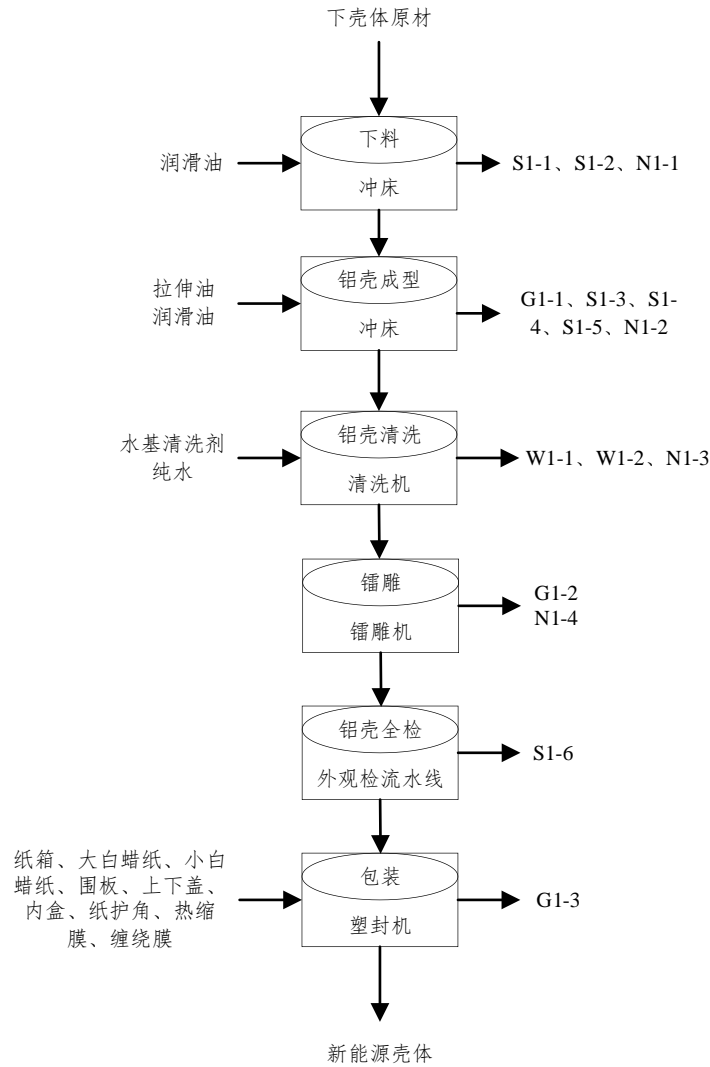 下壳体原材
下料
润滑油
S1-1、S1-2、N1-1
冲床
铝壳成型
拉伸油
润滑油
G1-1、S1-3、S1-
4、S1-5、N1-2
冲床
铝壳清洗
水基清洗剂
纯水
W1-1、W1-2、N1-3
清洗机
镭雕
G1-2
N1-4
镭雕机
铝壳全检
S1-6
外观检流水线
纸箱、大白蜡纸、小白
蜡纸、围板、上下盖、
内盒、纸护角、热缩
膜、缠绕膜
包装
G1-3
塑封机
新能源壳体